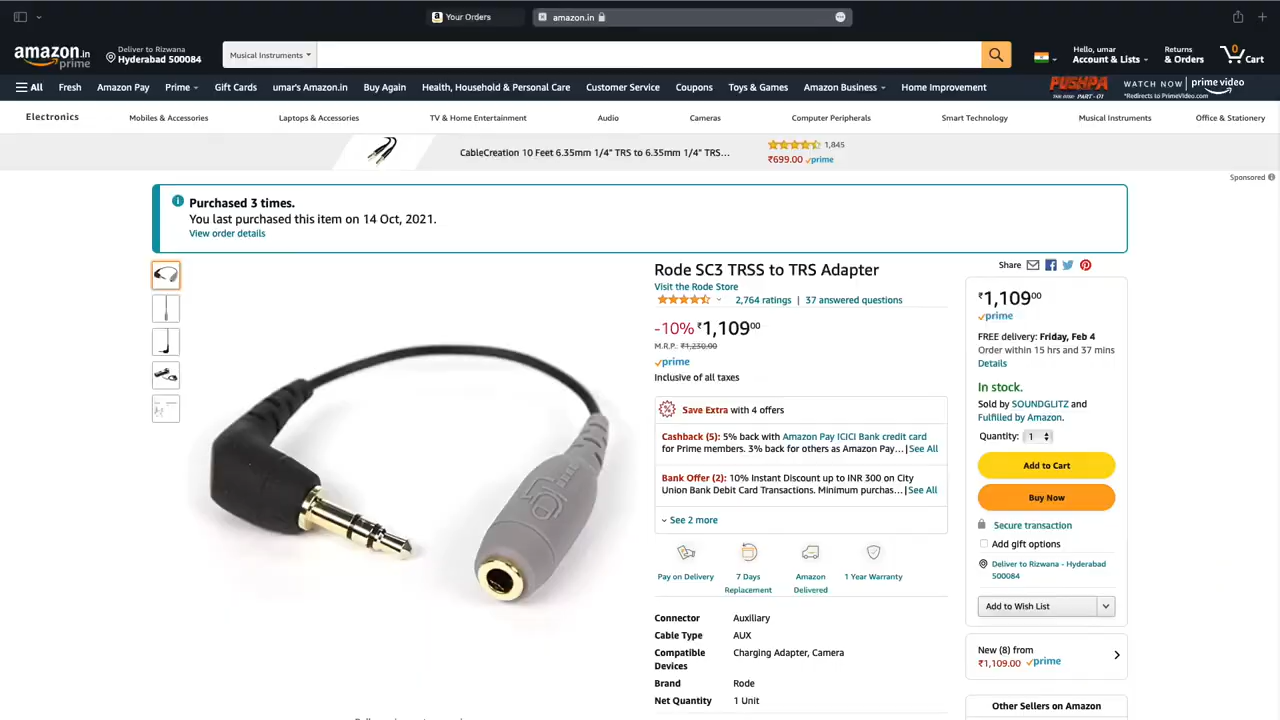 Your Orders
amazon.in
amazon.in
prime
Deliver to Rizwana
Hyderabad 500084
Musical Instruments
Hello, umar
Account & Lists
Returns
& Orders
0
Cart
All
Fresh
Amazon Pay
Prime
Gift Cards
umar's Amazon.in
Buy Again
Health, Household & Personal Care
Customer Service
Coupons
Toys & Games
Amazon Business
Home Improvement
PUSHPA
THE RISE: PART-01
WATCH NOW
*Redirects to PrimeVideo.com
prime video
Electronics
Mobiles & Accessories
Laptops & Accessories
TV & Home Entertainment
Audio
Cameras
Computer Peripherals
Smart Technology
Musical Instruments
Office & Stationery
CableCreation 10 Feet 6.35mm 1/4" TRS to 6.35mm 1/4" TRS...
1,845
₹699.00 prime
Sponsored
Purchased 3 times.
You last purchased this item on 14 Oct, 2021.
View order details
Rode SC3 TRSS to TRS Adapter
Visit the Rode Store
2,764 ratings | 37 answered questions
-10% ₹1,10900
M.R.P.: ₹1,230.00
prime
Inclusive of all taxes
Save Extra with 4 offers
Cashback (5): 5% back with Amazon Pay ICICI Bank credit card
for Prime members. 3% back for others as Amazon Pay... | See All
Bank Offer (2): 10% Instant Discount up to INR 300 on City
Union Bank Debit Card Transactions. Minimum purchas... | See All
See 2 more
Pay on Delivery
7 Days
Replacement
Amazon
Delivered
1 Year Warranty
Connector Auxiliary
Cable Type AUX
Compatible Charging Adapter, Camera
Devices
Brand Rode
Net Quantity 1 Unit
Share
₹1,10900
prime
FREE delivery: Friday, Feb 4
Order within 15 hrs and 37 mins
Details
In stock.
Sold by SOUNDGLITZ and
Fulfilled by Amazon.
Quantity: 1
Add to Cart
Buy Now
Secure transaction
Add gift options
Deliver to Rizwana - Hyderabad
500084
Add to Wish List
New (8) from
₹1,109.00 prime
Other Sellers on Amazon